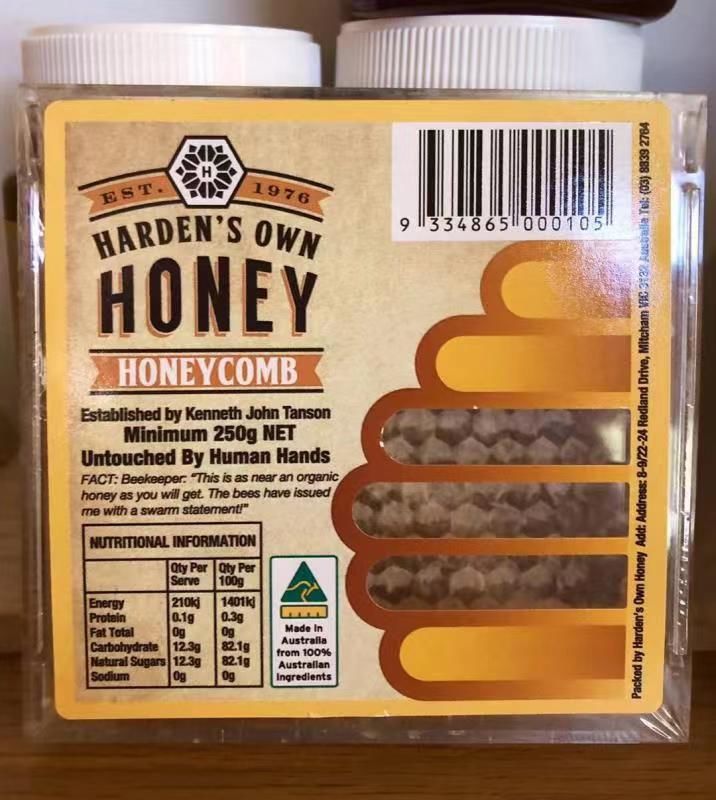 EST. 1976
H
HARDEN'S OWN
HONEY
HONEYCOMB
Established by Kenneth John Tanson
Minimum 250g NET
Untouched By Human Hands
FACT: Beekeeper: "This is as near an organic
honey as you will get. The bees have issued
me with a swarm statement!"
NUTRITIONAL INFORMATION
Qty Per Serve Qty Per 100g
Energy 210kj 1401kj
Protein 0.1g 0.3g
Fat Total 0g 0g
Carbohydrate 12.3g 82.1g
Natural Sugars 12.3g 82.1g
Sodium 0g 0g
Made in
Australia
from 100%
Australian
Ingredients
9 334865 000105
Packed by Harden's Own Honey Add: Address: 8-9/22-24 Redland Drive, Mitcham VIC 3132 Australia Tel: (03) 8839 2764